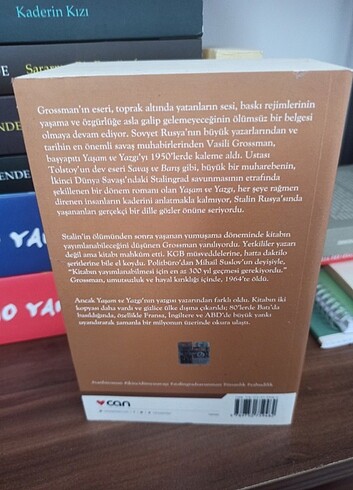 Kaderin Kızı
Grossman'ın eseri, toprak altında yatanların sesi, baskı rejimlerinin
yaşama ve özgürlüğe asla galip gelemeyeceğinin ölümsüz bir belgesi
olmaya devam ediyor. Sovyet Rusya'nın büyük yazarlarından ve
tarihin en önemli savaş muhabirlerinden Vasili Grossman,
başyapıtı Yaşam ve Yazgı'yı 1950'lerde kaleme aldı. Ustası
Tolstoy'un dev eseri Savaş ve Barış gibi, büyük bir muharebenin,
İkinci Dünya Savaşı'ndaki Stalingrad savunmasının etrafında
şekillenen bir dönem romanı olan Yaşam ve Yazgı, her şeye rağmen
direnen insanların kaderini anlatmakla kalmıyor, Stalin Rusya'sında
yaşananları gerçekçi bir dille gözler önüne seriyordu.
Stalin'in ölümünden sonra yaşanan yumuşama döneminde kitabın
yayımlanabileceğini düşünen Grossman yanılıyordu. Yetkililer yazarı
değil ama kitabı mahkûm etti. KGB müsveddelerine, hatta daktilo
şeritlerine bile el koydu. Politbüro'dan Mihail Suslov'un deyişiyle,
"Kitabın yayımlanabilmesi için en az 300 yıl geçmesi gerekiyordu."
Grossman, umutsuzluk ve hayal kırıklığı içinde, 1964'te öldü.
Ancak Yaşam ve Yazgı'nın yazgısı yazarından farklı oldu. Kitabın iki
kopyası daha vardı ve gizlice ülke dışına çıkarıldı; 80'lerde Batı'da
basıldığında, özellikle Fransa, İngiltere ve ABD'de büyük yankı
uyandırarak zamanla bir milyonun üzerinde okura ulaştı.
can